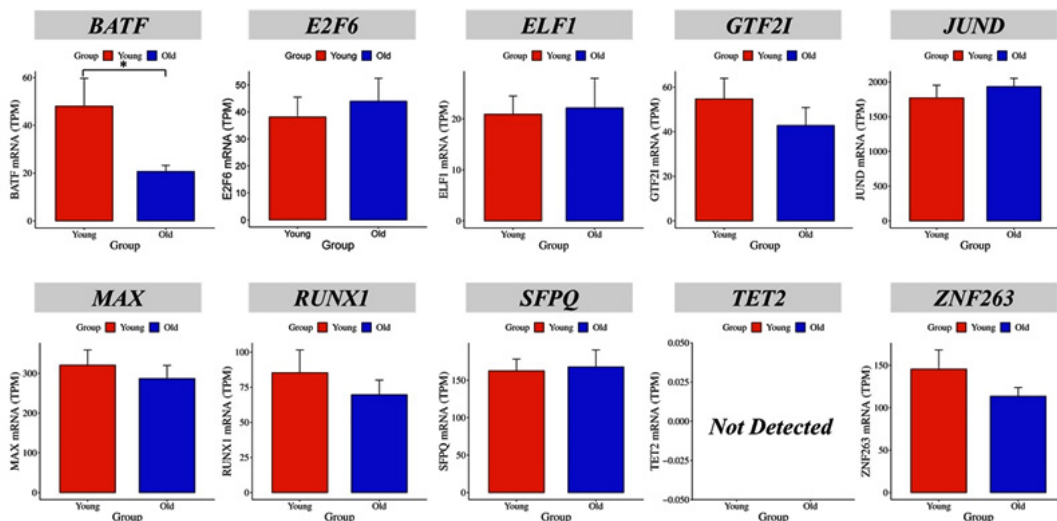 BATF
E2F6
ELF1
GTF2I
JUND
Group Young Old
Group Young Old
Group Young Old
Group Young Old
Group Young Old
*
BATF mRNA (TPM)
60
40
20
0
Young Old
Group
E2F6 mRNA (TPM)
50
40
30
20
10
0
Young Old
Group
ELF1 mRNA (TPM)
20
10
0
Young Old
Group
GTF2I mRNA (TPM)
60
40
20
0
Young Old
Group
JUND mRNA (TPM)
2000
1500
1000
500
0
Young Old
Group
MAX
RUNX1
SFPQ
TET2
ZNF263
Group Young Old
Group Young Old
Group Young Old
Group Young Old
Group Young Old
MAX mRNA (TPM)
300
200
100
0
Young Old
Group
RUNX1 mRNA (TPM)
100
75
50
25
0
Young Old
Group
SFPQ mRNA (TPM)
150
100
50
0
Young Old
Group
TET2 mRNA (TPM)
0.050
0.025
0.000
−0.025
−0.050
Not Detected
Young Old
Group
ZNF263 mRNA (TPM)
150
100
50
0
Young Old
Group